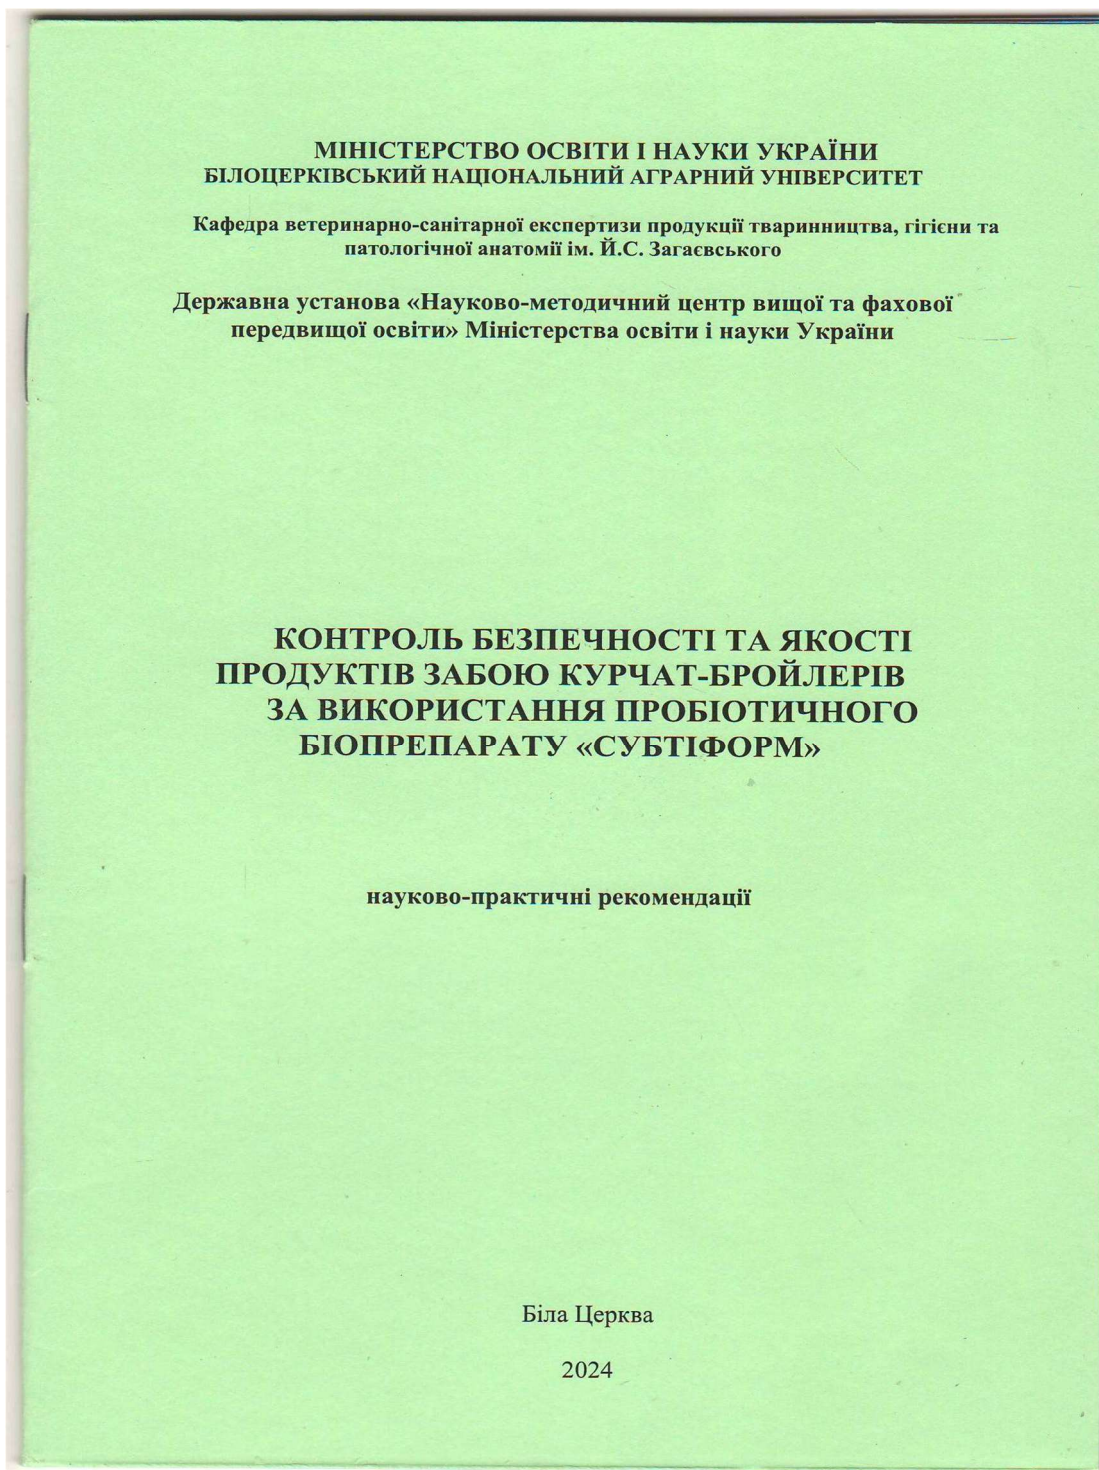 МІНІСТЕРСТВО ОСВІТИ І НАУКИ УКРАЇНИ
БІЛОЦЕРКІВСЬКИЙ НАЦІОНАЛЬНИЙ АГРАРНИЙ УНІВЕРСИТЕТ
Кафедра ветеринарно-санітарної експертизи продукції тваринництва, гігієни та
патологічної анатомії ім. Й.С. Загаєвського
Державна установа «Науково-методичний центр вищої та фахової
передвищої освіти» Міністерства освіти і науки України
КОНТРОЛЬ БЕЗПЕЧНОСТІ ТА ЯКОСТІ
ПРОДУКТІВ ЗАБОЮ КУРЧАТ-БРОЙЛЕРІВ
ЗА ВИКОРИСТАННЯ ПРОБІОТИЧНОГО
БІОПРЕПАРАТУ «СУБТІФОРМ»
науково-практичні рекомендації
Біла Церква
2024